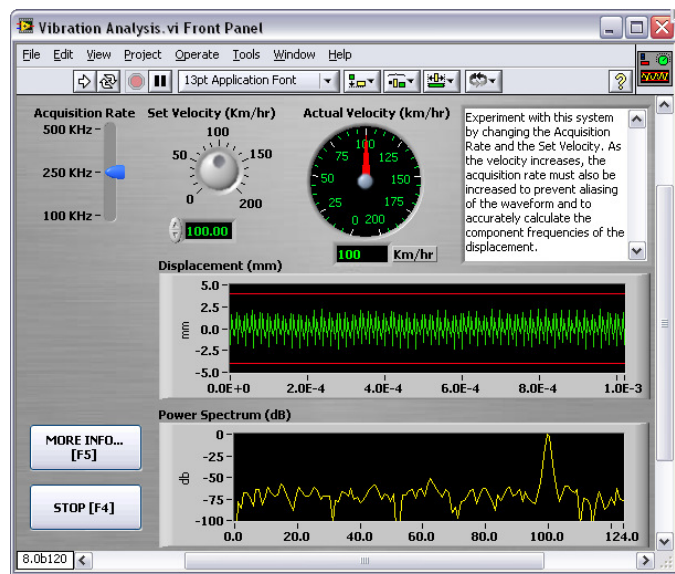 Vibration Analysis.vi Front Panel
File Edit View Project Operate Tools Window Help
13pt Application Font
Acquisition Rate
500 KHz
250 KHz
100 KHz
Set Velocity (Km/hr)
100
50 150
0 200
100.00
Actual Velocity (km/hr)
100
75 125
50 150
25 175
0 200
100 Km/hr
Experiment with this system
by changing the Acquisition
Rate and the Set Velocity. As
the velocity increases, the
acquisition rate must also be
increased to prevent aliasing
of the waveform and to
accurately calculate the
component frequencies of the
displacement.
Displacement (mm)
5.0
2.5
0.0
-2.5
-5.0
mm
0.0E+0 2.0E-4 4.0E-4 6.0E-4 8.0E-4 1.0E-3
Power Spectrum (dB)
0
-25
-50
-75
-100
db
0.0 20.0 40.0 60.0 80.0 100.0 124.0
MORE INFO...
[F5]
STOP [F4]
8.0b120